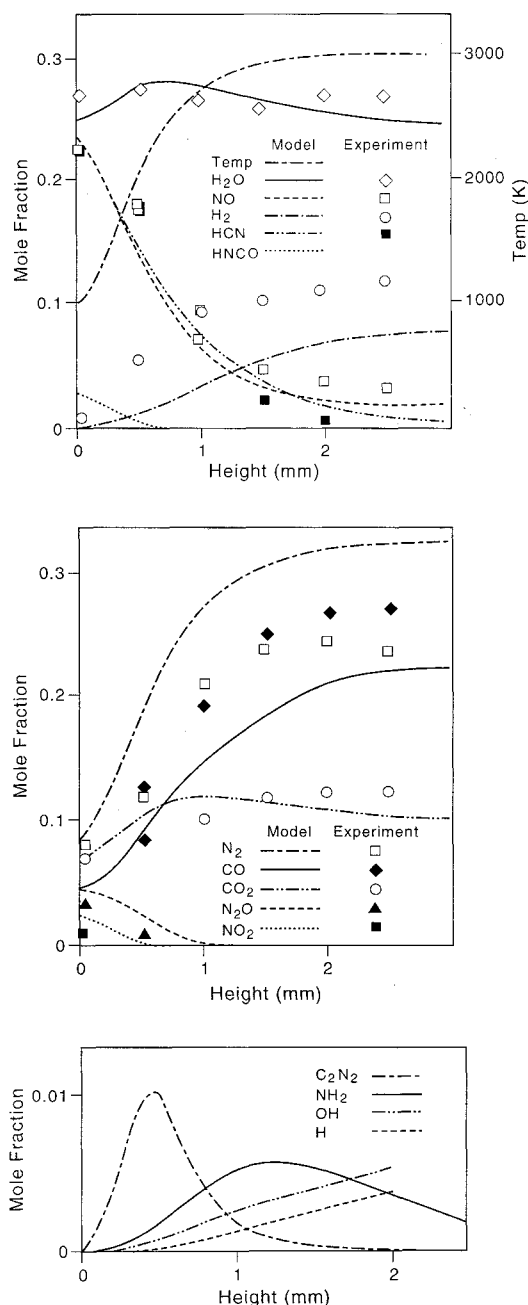 0.3
0.2
0.1
0
Mole Fraction
3000
2000
1000
Temp (K)
Model Experiment
Temp
H₂O
NO
H₂
HCN
HNCO
0 1 2
Height (mm)
0.3
0.2
0.1
0
Mole Fraction
Model Experiment
N₂
CO
CO₂
N₂O
NO₂
0 1 2
Height (mm)
0.01
0
Mole Fraction
C₂N₂
NH₂
OH
H
0 1 2
Height (mm)